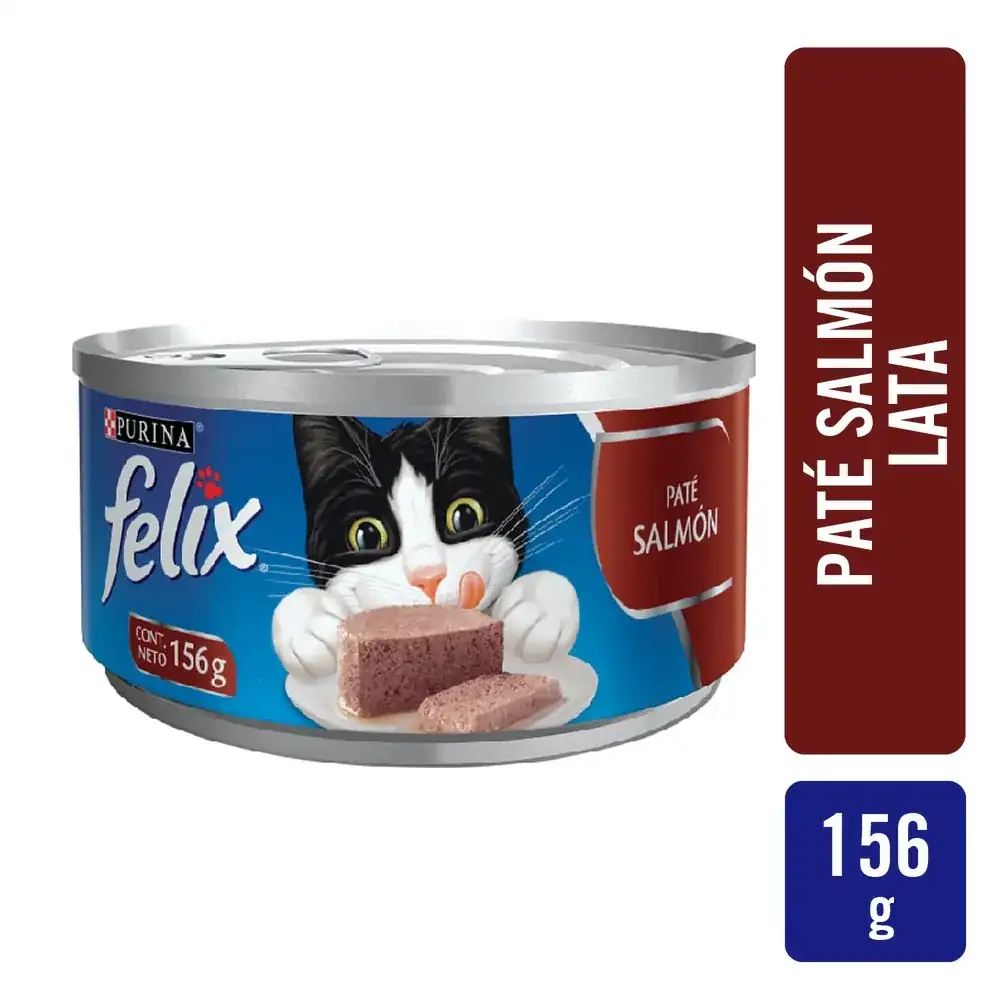 PURINA®
felix®
CONT.
NETO 156g
PATÉ
SALMÓN
PATÉ SALMÓN
LATA
156
g